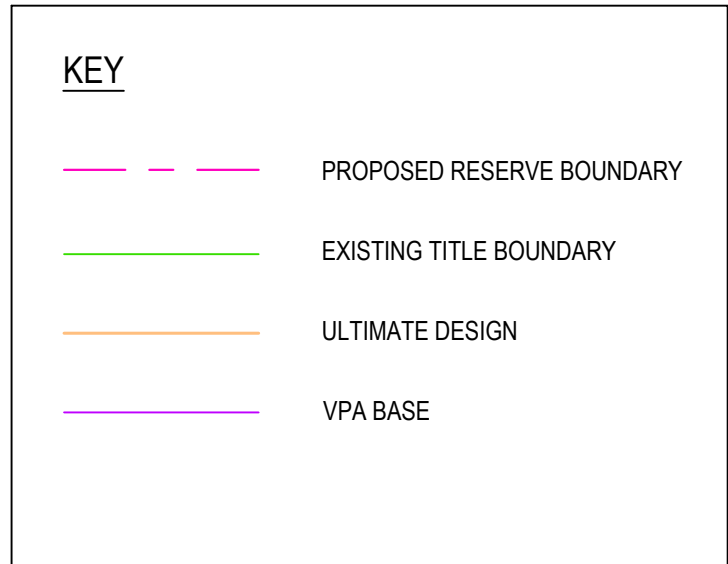 KEY
PROPOSED RESERVE BOUNDARY
EXISTING TITLE BOUNDARY
ULTIMATE DESIGN
VPA BASE